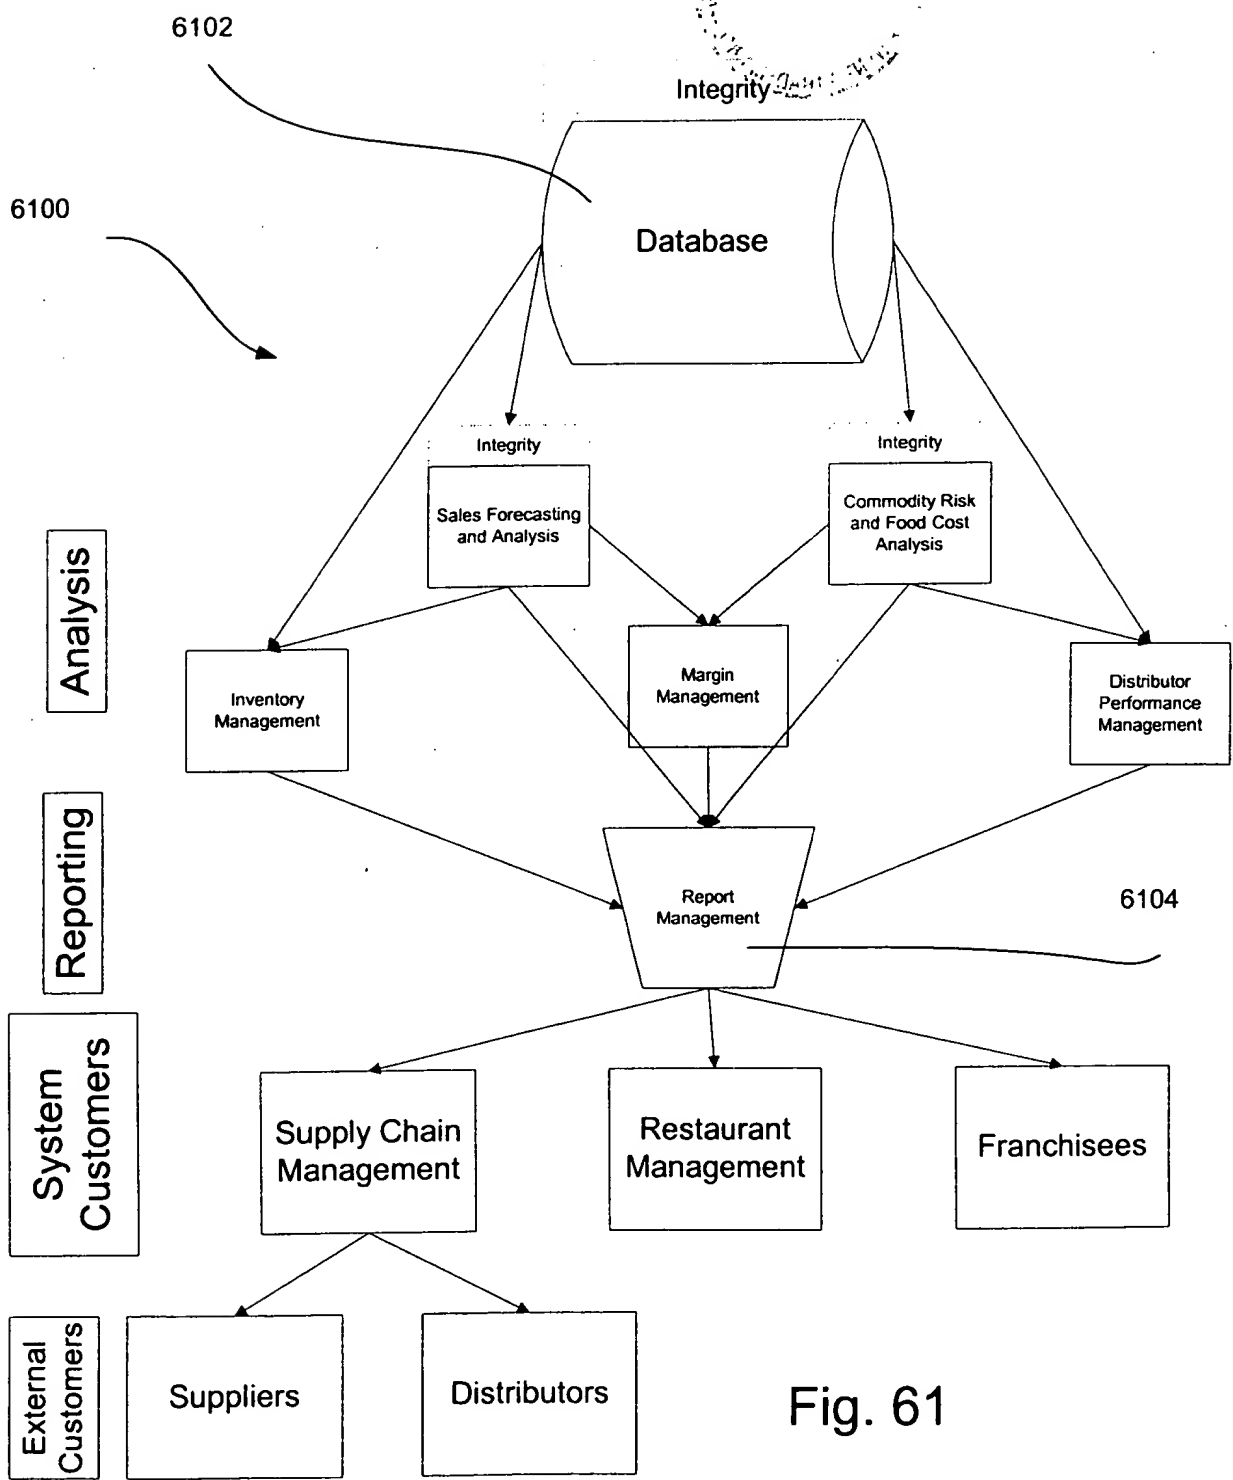 6102
Integrity
6100
Database
Integrity
Integrity
Sales Forecasting
and Analysis
Commodity Risk
and Food Cost
Analysis
Analysis
Inventory
Management
Margin
Management
Distributor
Performance
Management
Reporting
Report
Management
6104
System
Customers
Supply Chain
Management
Restaurant
Management
Franchisees
External
Customers
Suppliers
Distributors
Fig. 61